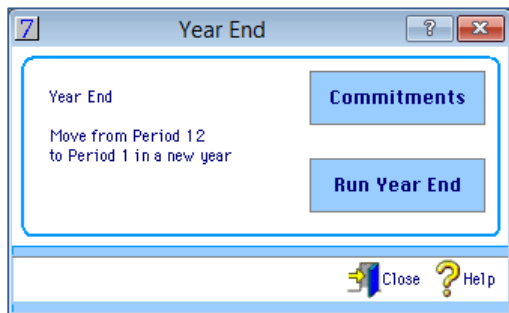 7 Year End ?
Year End
Commitments
Move from Period 12
to Period 1 in a new year
Run Year End
Close ? Help